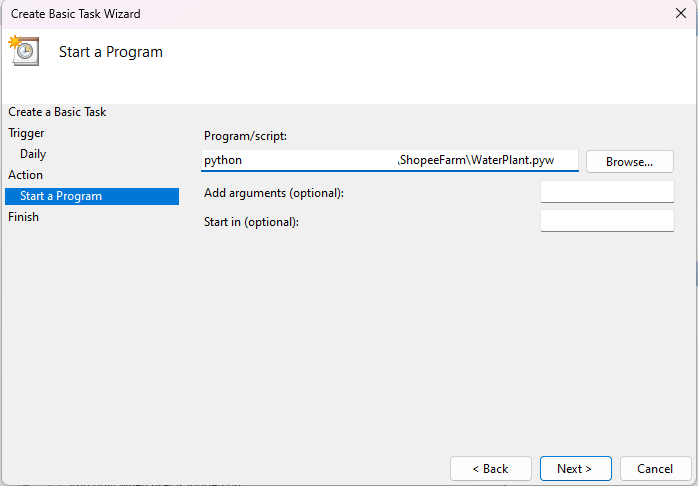 Create Basic Task Wizard
Start a Program
Create a Basic Task
Trigger
Daily
Action
Start a Program
Finish
Program/script:
python \ShopeeFarm\WaterPlant.pyw
Browse...
Add arguments (optional):
Start in (optional):
< Back
Next >
Cancel